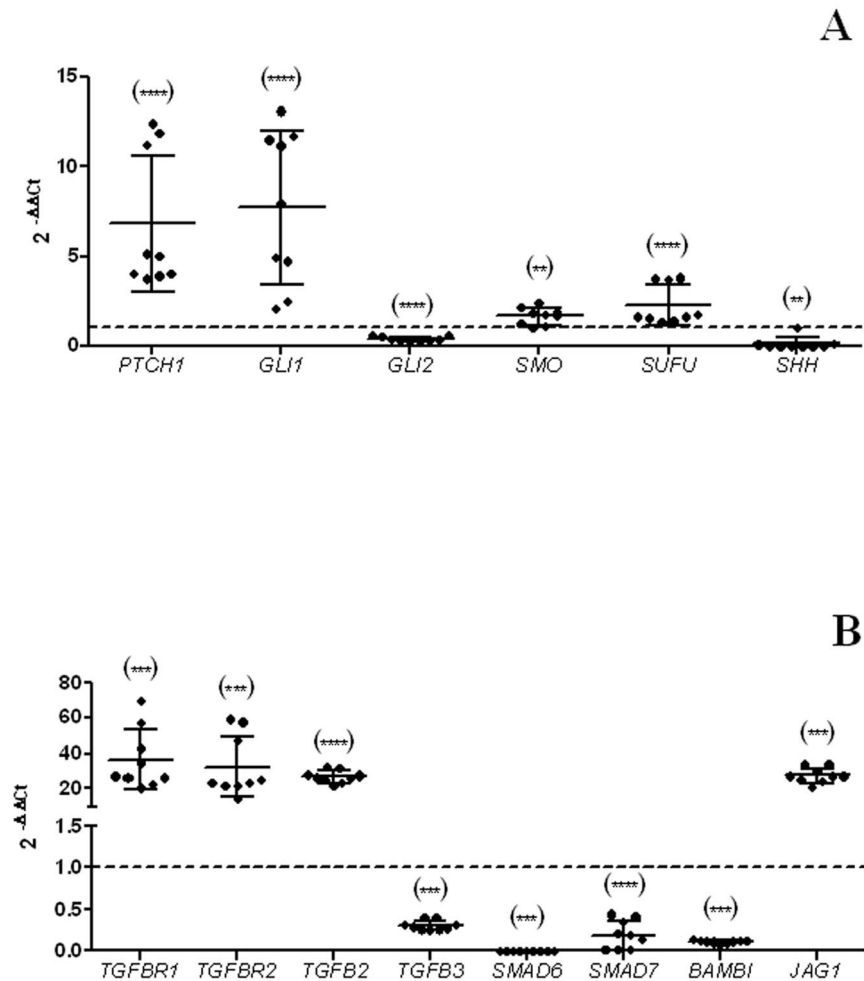 A
(****) (****)
15
10
5
0
2 -ΔΔCt
(****) (**) (****) (**)
PTCH1 GLI1 GLI2 SMO SUFU SHH
B
(***) (***) (****) (***)
80
60
40
20
2 -ΔΔCt
1.5
1.0
0.5
0.0
(***) (***) (****) (***)
TGFBR1 TGFBR2 TGFB2 TGFB3 SMAD6 SMAD7 BAMBI JAG1